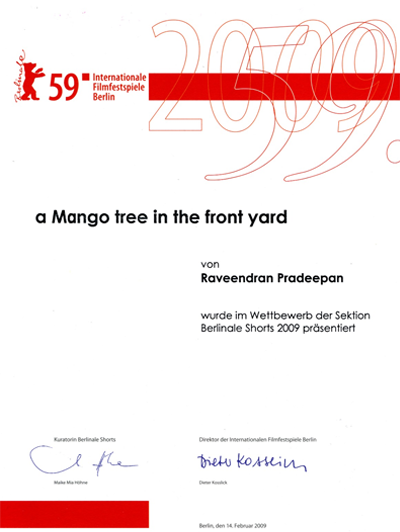 Berlinale
59
Internationale
Filmfestspiele
Berlin
2009
59.
a Mango tree in the front yard
von
Raveendran Pradeepan
wurde im Wettbewerb der Sektion
Berlinale Shorts 2009 präsentiert
Kuratorin Berlinale Shorts
Direktor der Internationalen Filmfestspiele Berlin
Dieter Kosslick
Maike Mia Höhne
Dieter Kosslick
Berlin, den 14. Februar 2009